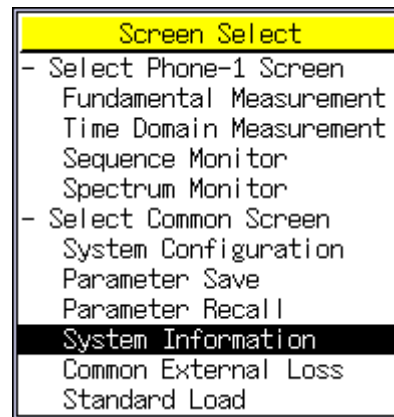 Screen Select
- Select Phone-1 Screen
Fundamental Measurement
Time Domain Measurement
Sequence Monitor
Spectrum Monitor
- Select Common Screen
System Configuration
Parameter Save
Parameter Recall
System Information
Common External Loss
Standard Load